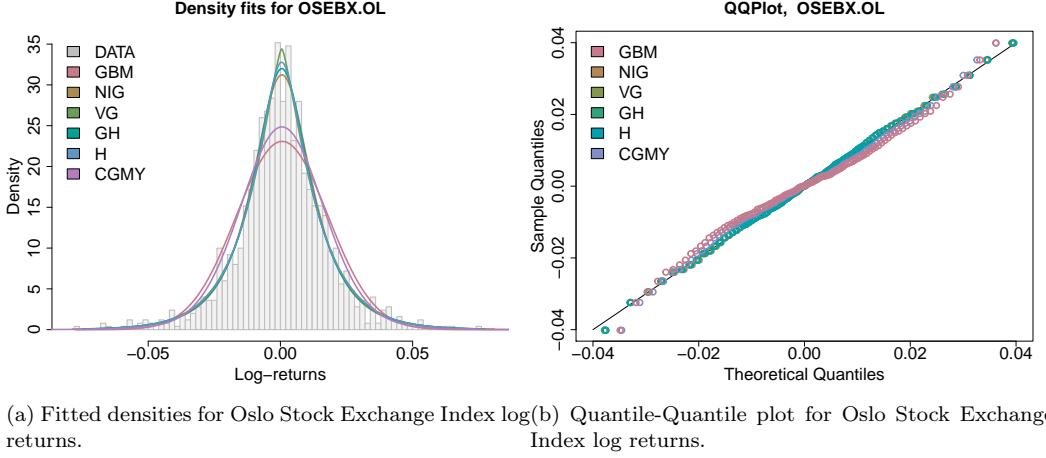 Density fits for OSEBX.OL
35
30
25
20
15
10
5
0
Density
DATA
GBM
NIG
VG
GH
H
CGMY
−0.05
0.00
0.05
Log−returns
QQPlot, OSEBX.OL
0.04
0.02
0.00
−0.02
−0.04
Sample Quantiles
GBM
NIG
VG
GH
H
CGMY
−0.04
−0.02
0.00
0.02
0.04
Theoretical Quantiles
(a) Fitted densities for Oslo Stock Exchange Index log
returns.
(b) Quantile-Quantile plot for Oslo Stock Exchang
Index log returns.